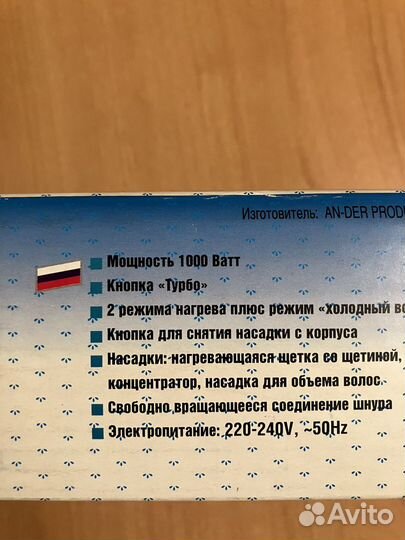 Изготовитель: AN-DER PROD
Мощность 1000 Ватт
Кнопка «Турбо»
2 режима нагрева плюс режим «холодный во
Кнопка для снятия насадки с корпуса
Насадки: нагревающаяся щетка со щетиной,
концентратор, насадка для объема волос
Свободно вращающееся соединение шнура
Электропитание: 220-240V, ~50Hz
Avito